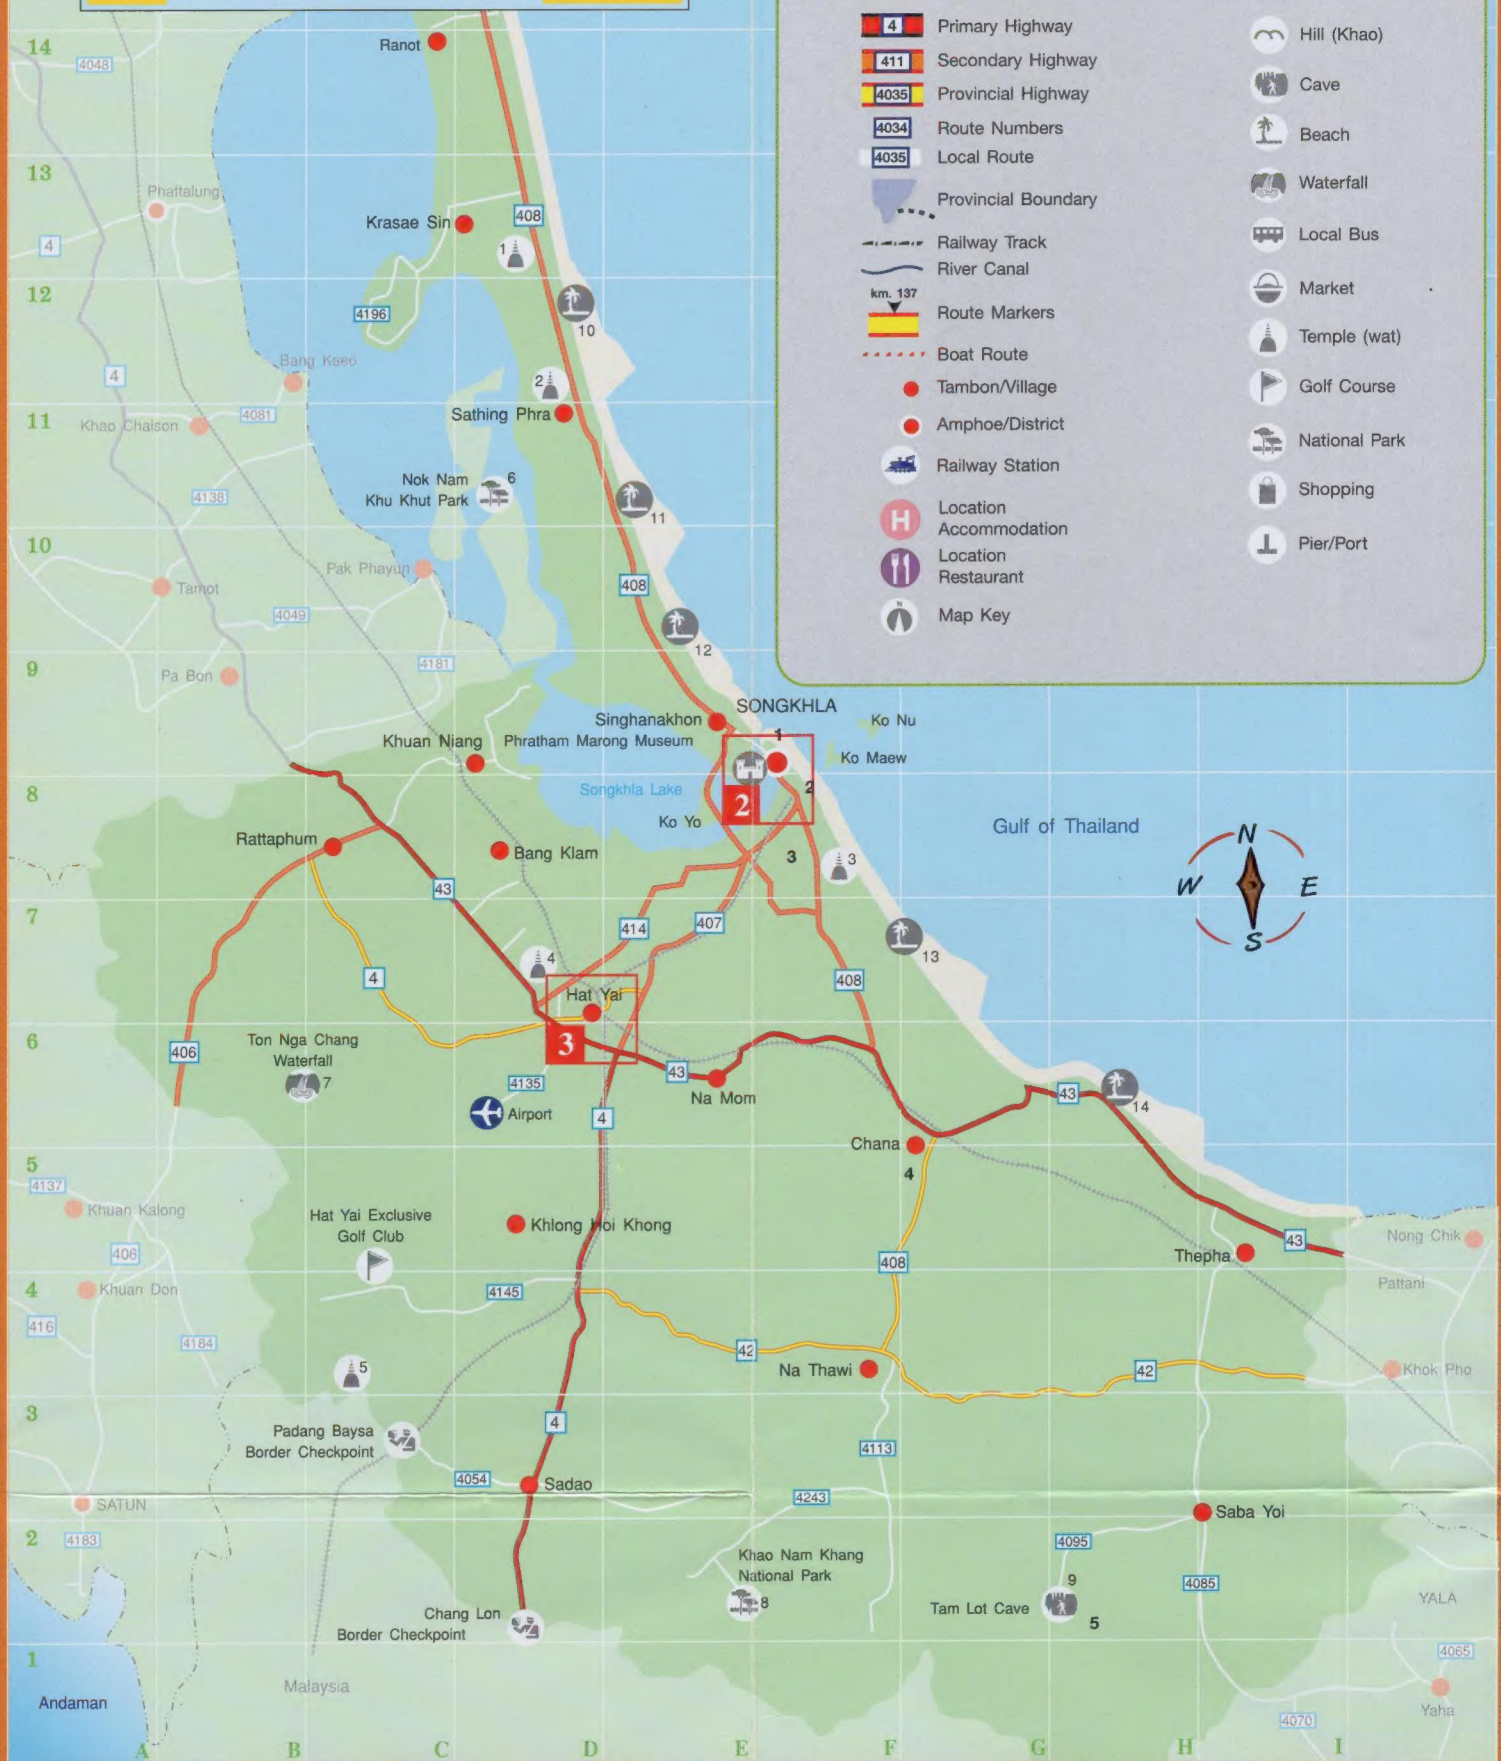 4 Primary Highway
411 Secondary Highway
4035 Provincial Highway
4034 Route Numbers
4035 Local Route
Provincial Boundary
Railway Track
River Canal
km. 137
Route Markers
Boat Route
Tambon/Village
Amphoe/District
Railway Station
H Location
Accommodation
Location
Restaurant
N
Map Key
Hill (Khao)
Cave
Beach
Waterfall
Local Bus
Market
Temple (wat)
Golf Course
National Park
Shopping
Pier/Port
14
Ranot
4048
13
Phattalung
Krasae Sin
408
4
1
12
4196
10
Bang Keeo
4
2
11
4081
Sathing Phra
Khao Chaison
Nok Nam
Khu Khut Park
6
4138
11
10
Pak Phayun
Tamot
408
4049
12
9
4181
Pa Bon
SONGKHLA
Singhanakhon
Ko Nu
1
Khuan Niang
Phratham Marong Museum
Ko Maew
8
Songkhla Lake
2
2
Ko Yo
Gulf of Thailand
N
W
E
S
Rattaphum
Bang Klam
3
3
43
7
414
407
4
13
4
408
Hat Yai
6
Ton Nga Chang
Waterfall
7
406
3
43
4135
Na Mom
Airport
4
43
14
Chana
5
4
4137
Khuan Kalong
Hat Yai Exclusive
Golf Club
Khlong Hoi Khong
406
43
Nong Chik
Thepha
408
4
Khuan Don
4145
Pattani
416
4184
42
42
Na Thawi
Khok Pho
5
3
Padang Baysa
Border Checkpoint
4
4113
4054
Sadao
4243
SATUN
Saba Yoi
2
4183
4095
Khao Nam Khang
National Park
8
9
4085
Tam Lot Cave
5
YALA
Chang Lon
Border Checkpoint
1
4065
Malaysia
Andaman
Yaha
4070
A
B
C
D
E
F
G
H
I